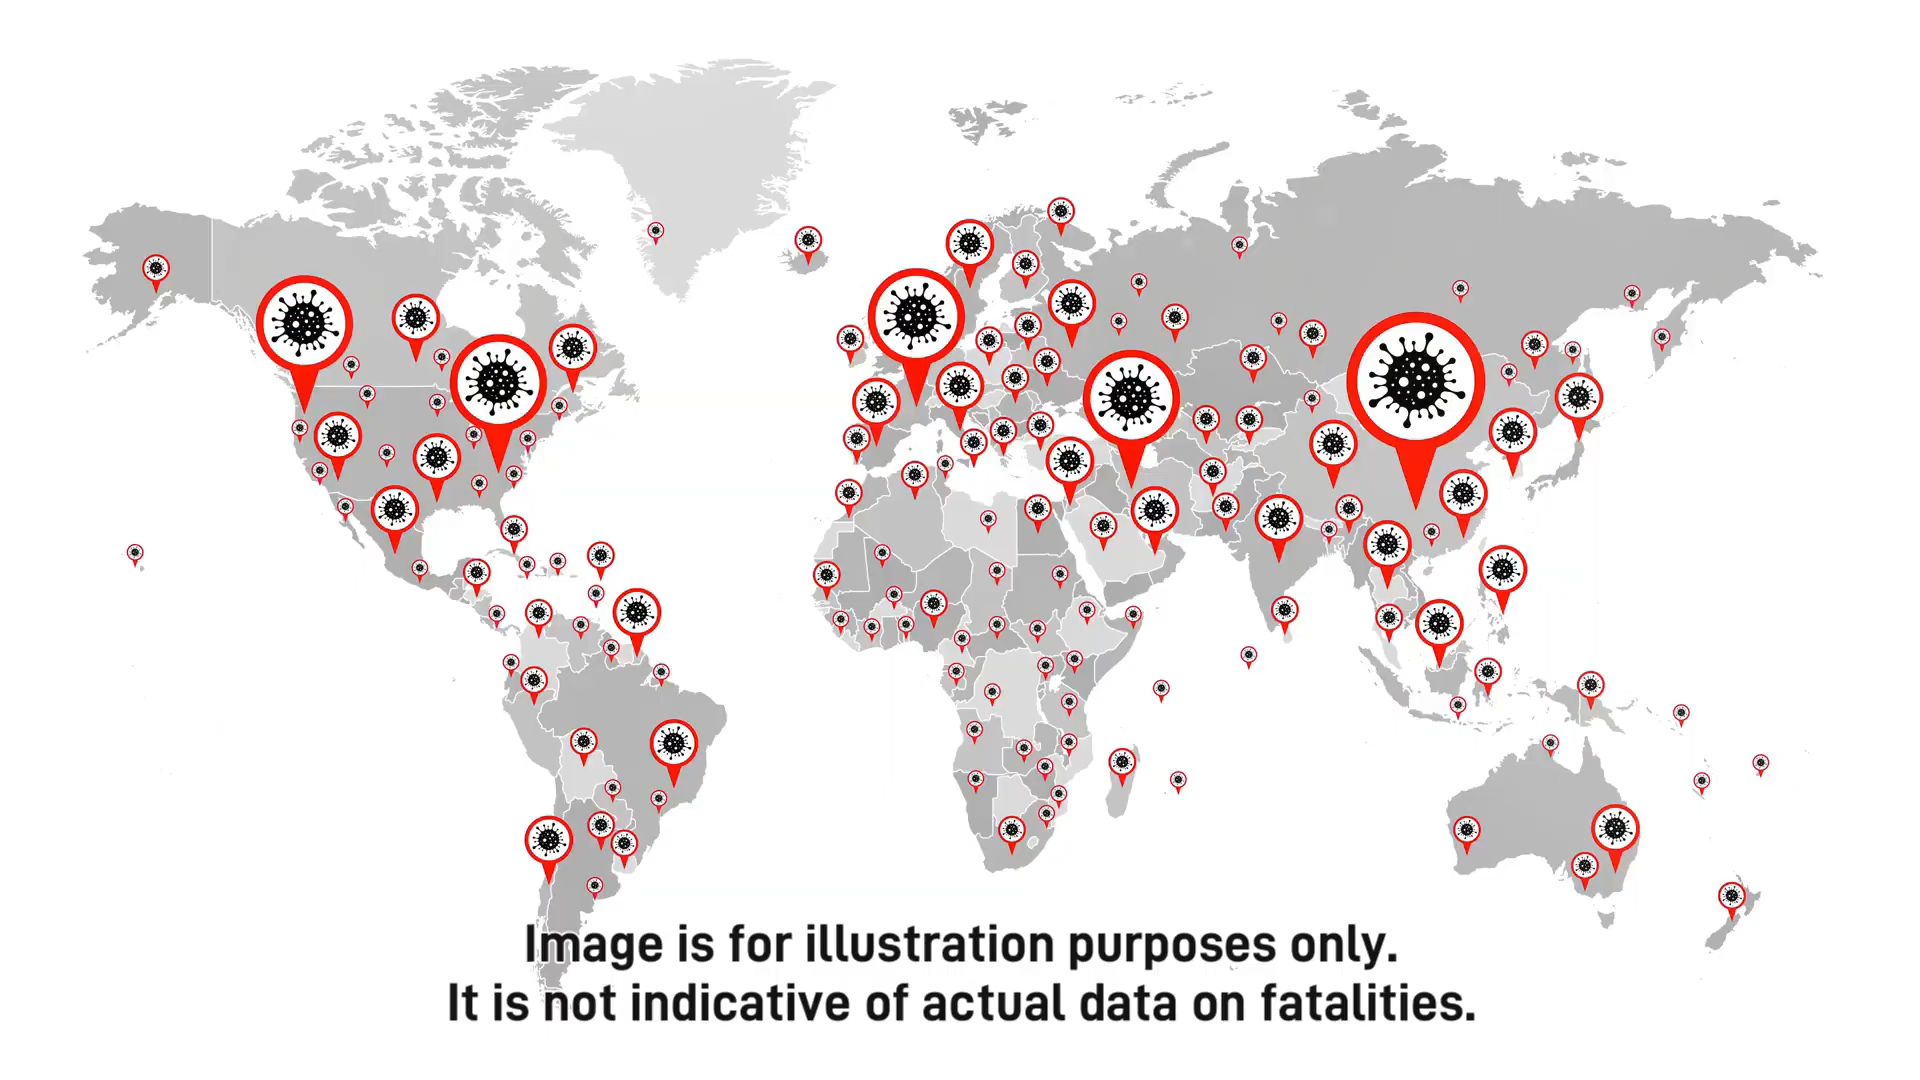 Image is for illustration purposes only.
It is not indicative of actual data on fatalities.